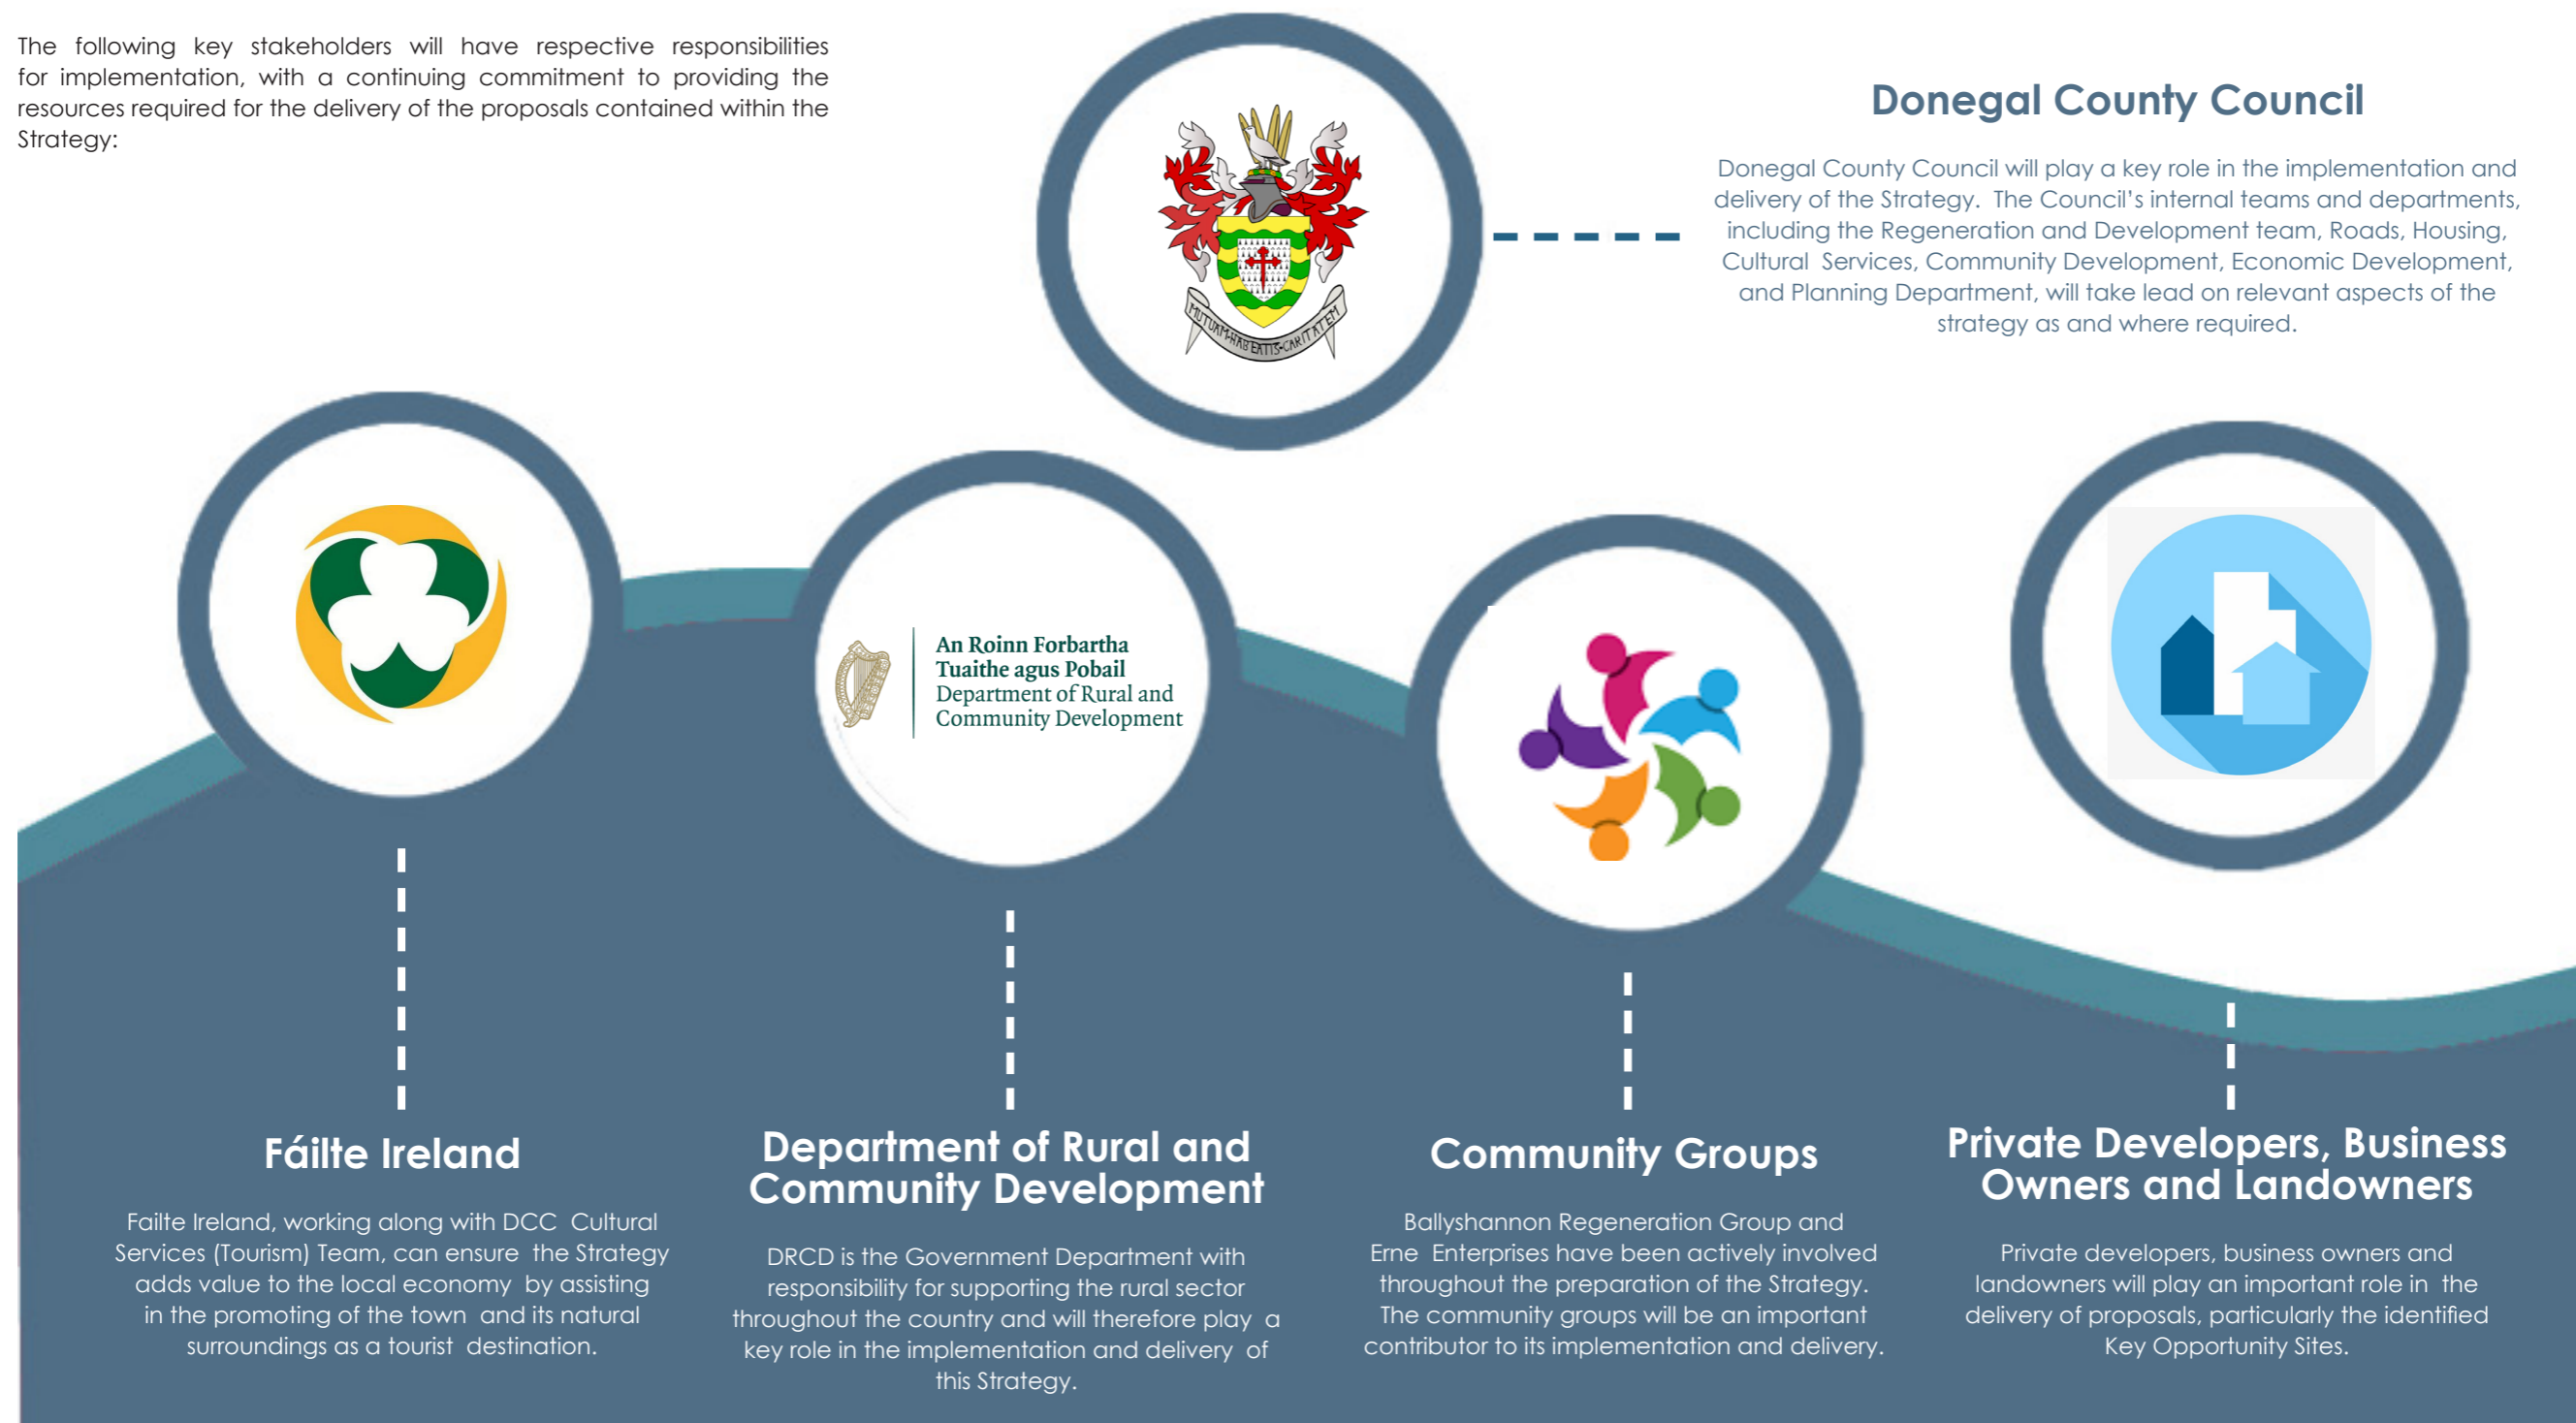 The following key stakeholders will have respective responsibilities
for implementation, with a continuing commitment to providing the
resources required for the delivery of the proposals contained within the
Strategy:
Donegal County Council
Donegal County Council will play a key role in the implementation and
delivery of the Strategy. The Council's internal teams and departments,
including the Regeneration and Development team, Roads, Housing,
Cultural Services, Community Development, Economic Development,
and Planning Department, will take lead on relevant aspects of the
strategy as and where required.
MUTUAM·HABEATIS·CARITATEM
An Roinn Forbartha
Tuaithe agus Pobail
Department of Rural and
Community Development
Fáilte Ireland
Failte Ireland, working along with DCC Cultural
Services (Tourism) Team, can ensure the Strategy
adds value to the local economy by assisting
in the promoting of the town and its natural
surroundings as a tourist destination.
Department of Rural and
Community Development
DRCD is the Government Department with
responsibility for supporting the rural sector
throughout the country and will therefore play a
key role in the implementation and delivery of
this Strategy.
Community Groups
Ballyshannon Regeneration Group and
Erne Enterprises have been actively involved
throughout the preparation of the Strategy.
The community groups will be an important
contributor to its implementation and delivery.
Private Developers, Business
Owners and Landowners
Private developers, business owners and
landowners will play an important role in the
delivery of proposals, particularly the identified
Key Opportunity Sites.